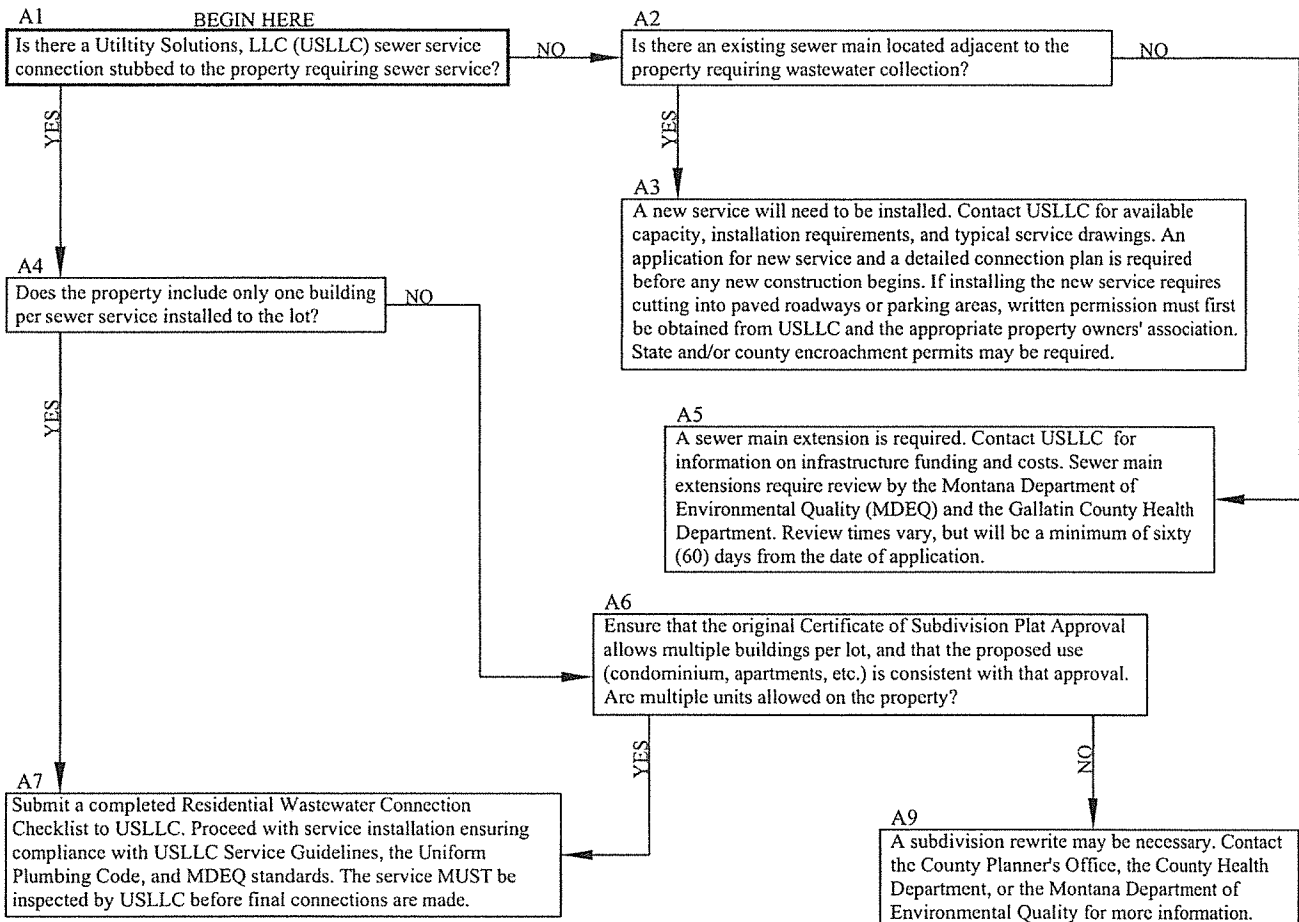 A1
BEGIN HERE
Is there a Utiltity Solutions, LLC (USLLC) sewer service
connection stubbed to the property requiring sewer service?
NO
YES
A2
Is there an existing sewer main located adjacent to the
property requiring wastewater collection?
NO
YES
A3
A new service will need to be installed. Contact USLLC for available
capacity, installation requirements, and typical service drawings. An
application for new service and a detailed connection plan is required
before any new construction begins. If installing the new service requires
cutting into paved roadways or parking areas, written permission must first
be obtained from USLLC and the appropriate property owners' association.
State and/or county encroachment permits may be required.
A4
Does the property include only one building
per sewer service installed to the lot?
NO
YES
A5
A sewer main extension is required. Contact USLLC for
information on infrastructure funding and costs. Sewer main
extensions require review by the Montana Department of
Environmental Quality (MDEQ) and the Gallatin County Health
Department. Review times vary, but will be a minimum of sixty
(60) days from the date of application.
A6
Ensure that the original Certificate of Subdivision Plat Approval
allows multiple buildings per lot, and that the proposed use
(condominium, apartments, etc.) is consistent with that approval.
Are multiple units allowed on the property?
YES
NO
A7
Submit a completed Residential Wastewater Connection
Checklist to USLLC. Proceed with service installation ensuring
compliance with USLLC Service Guidelines, the Uniform
Plumbing Code, and MDEQ standards. The service MUST be
inspected by USLLC before final connections are made.
A9
A subdivision rewrite may be necessary. Contact
the County Planner's Office, the County Health
Department, or the Montana Department of
Environmental Quality for more information.